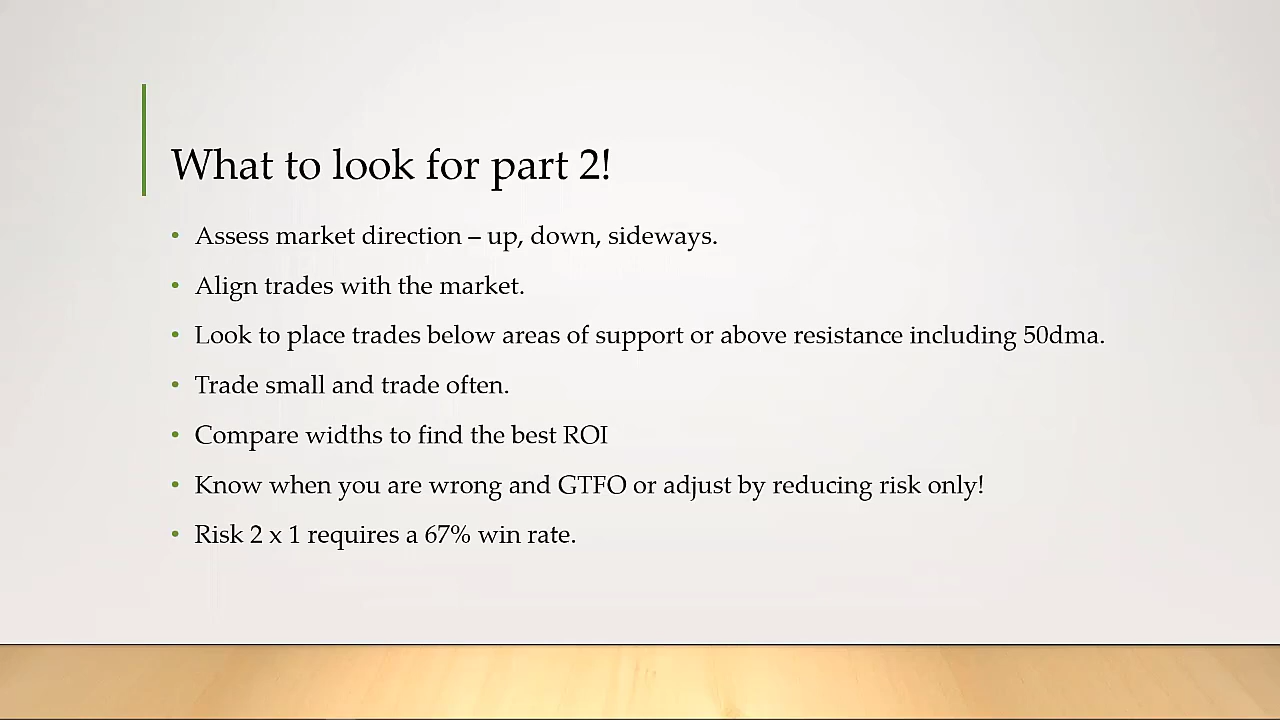 What to look for part 2!
• Assess market direction – up, down, sideways.
• Align trades with the market.
• Look to place trades below areas of support or above resistance including 50dma.
• Trade small and trade often.
• Compare widths to find the best ROI
• Know when you are wrong and GTFO or adjust by reducing risk only!
• Risk 2 x 1 requires a 67% win rate.